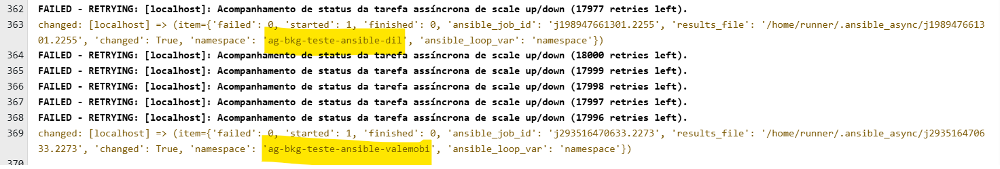 362 FAILED - RETRYING: [localhost]: Acompanhamento de status da tarefa assíncrona de scale up/down (17977 retries left).
363 changed: [localhost] => (item={'failed': 0, 'started': 1, 'finished': 0, 'ansible_job_id': 'j198947661301.2255', 'results_file': '/home/runner/.ansible_async/j1989476613
01.2255', 'changed': True, 'namespace': 'ag-bkg-teste-ansible-dil', 'ansible_loop_var': 'namespace'})
364 FAILED - RETRYING: [localhost]: Acompanhamento de status da tarefa assíncrona de scale up/down (18000 retries left).
365 FAILED - RETRYING: [localhost]: Acompanhamento de status da tarefa assíncrona de scale up/down (17999 retries left).
366 FAILED - RETRYING: [localhost]: Acompanhamento de status da tarefa assíncrona de scale up/down (17998 retries left).
367 FAILED - RETRYING: [localhost]: Acompanhamento de status da tarefa assíncrona de scale up/down (17997 retries left).
368 FAILED - RETRYING: [localhost]: Acompanhamento de status da tarefa assíncrona de scale up/down (17996 retries left).
369 changed: [localhost] => (item={'failed': 0, 'started': 1, 'finished': 0, 'ansible_job_id': 'j293516470633.2273', 'results_file': '/home/runner/.ansible_async/j2935164706
33.2273', 'changed': True, 'namespace': 'ag-bkg-teste-ansible-valemobi', 'ansible_loop_var': 'namespace'})
370